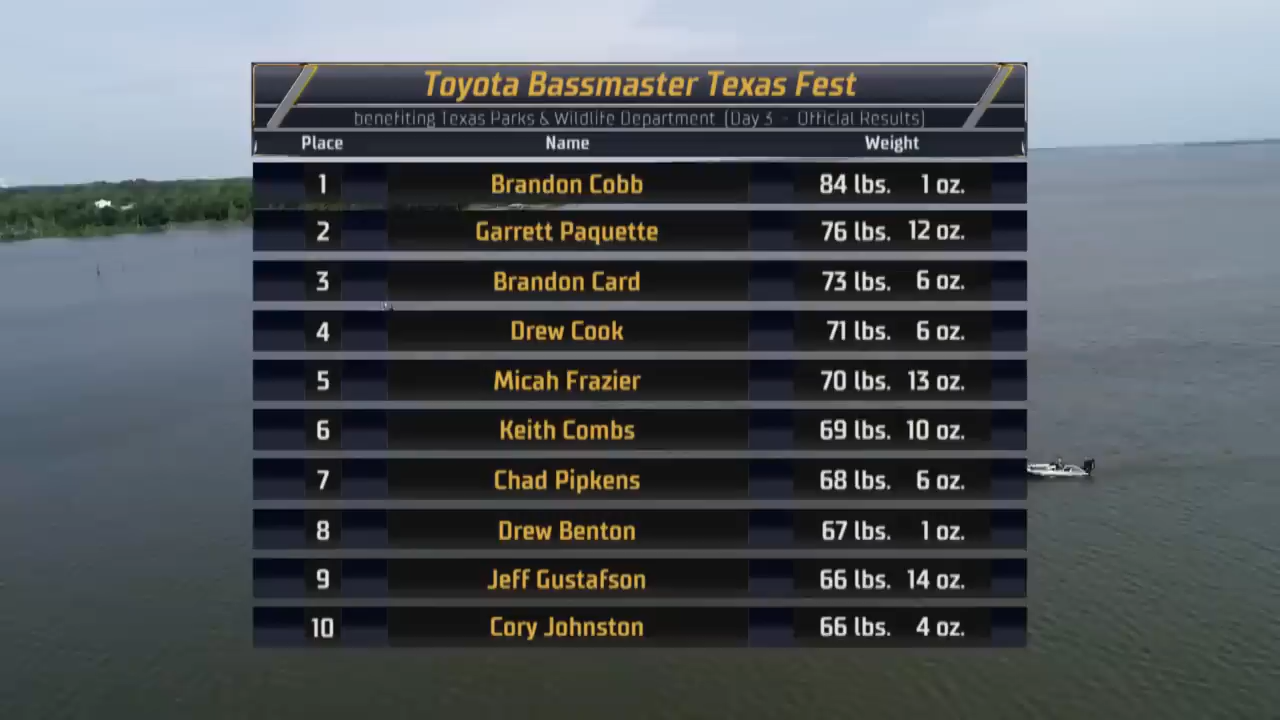 Toyota Bassmaster Texas Fest
benefiting Texas Parks & Wildlife Department (Day 3 - Official Results)
Place Name Weight
1 Brandon Cobb 84 lbs. 1 oz.
2 Garrett Paquette 76 lbs. 12 oz.
3 Brandon Card 73 lbs. 6 oz.
4 Drew Cook 71 lbs. 6 oz.
5 Micah Frazier 70 lbs. 13 oz.
6 Keith Combs 69 lbs. 10 oz.
7 Chad Pipkens 68 lbs. 6 oz.
8 Drew Benton 67 lbs. 1 oz.
9 Jeff Gustafson 66 lbs. 14 oz.
10 Cory Johnston 66 lbs. 4 oz.